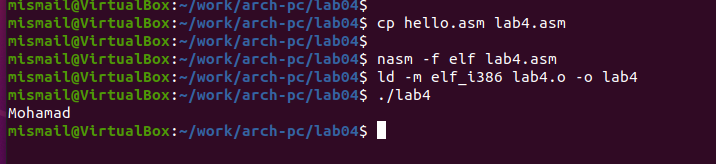 mismail@VirtualBox:~/work/arch-pc/lab04$
mismail@VirtualBox:~/work/arch-pc/lab04$ cp hello.asm lab4.asm
mismail@VirtualBox:~/work/arch-pc/lab04$
mismail@VirtualBox:~/work/arch-pc/lab04$ nasm -f elf lab4.asm
mismail@VirtualBox:~/work/arch-pc/lab04$ ld -m elf_i386 lab4.o -o lab4
mismail@VirtualBox:~/work/arch-pc/lab04$ ./lab4
Mohamad
mismail@VirtualBox:~/work/arch-pc/lab04$